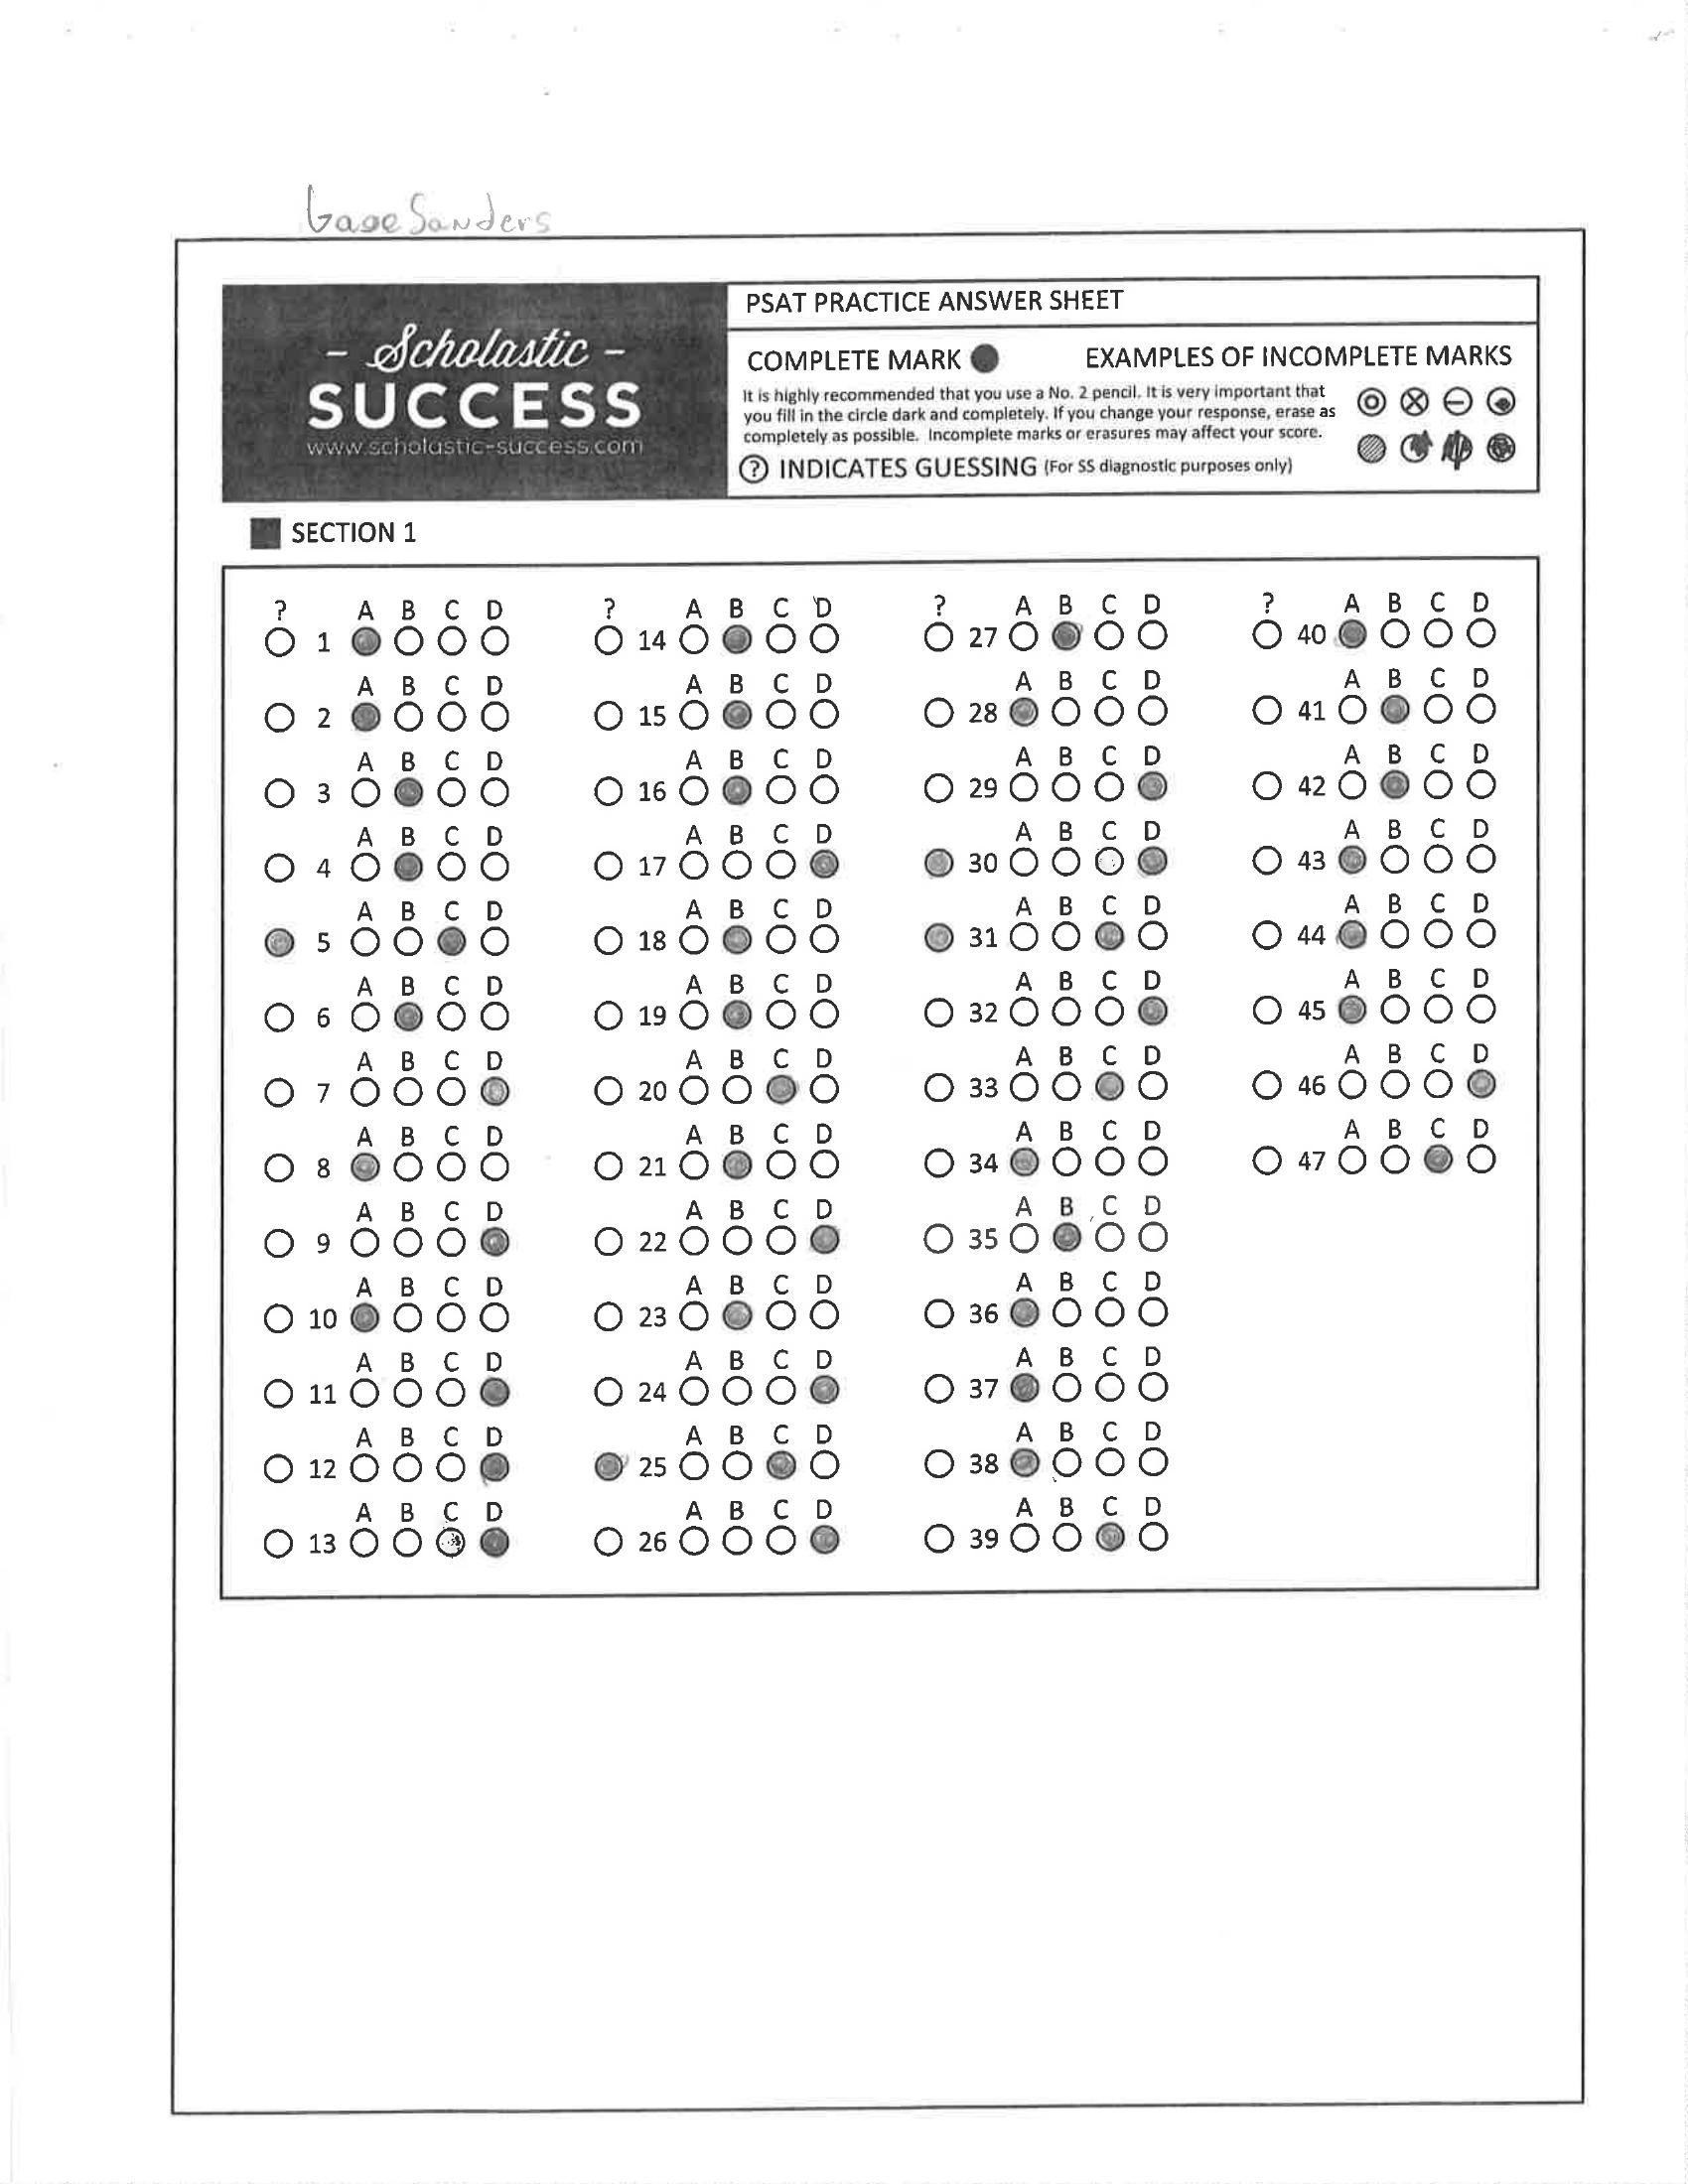 Gage Sanders
- Scholastic -
SUCCESS
www.scholastic-success.com
PSAT PRACTICE ANSWER SHEET
COMPLETE MARK
EXAMPLES OF INCOMPLETE MARKS
It is highly recommended that you use a No. 2 pencil. It is very important that
you fill in the circle dark and completely. If you change your response, erase as
completely as possible. Incomplete marks or erasures may affect your score.
? INDICATES GUESSING (For SS diagnostic purposes only)
SECTION 1
? A B C D ? A B C D ? A B C D ? A B C D
1 14 27 40
A B C D A B C D A B C D A B C D
2 15 28 41
A B C D A B C D A B C D A B C D
3 16 29 42
A B C D A B C D A B C D A B C D
4 17 30 43
A B C D A B C D A B C D A B C D
5 18 31 44
A B C D A B C D A B C D A B C D
6 19 32 45
A B C D A B C D A B C D A B C D
7 20 33 46
A B C D A B C D A B C D A B C D
8 21 34 47
A B C D A B C D A B C D
9 22 35
A B C D A B C D A B C D
10 23 36
A B C D A B C D A B C D
11 24 37
A B C D A B C D A B C D
12 25 38
A B C D A B C D A B C D
13 26 39